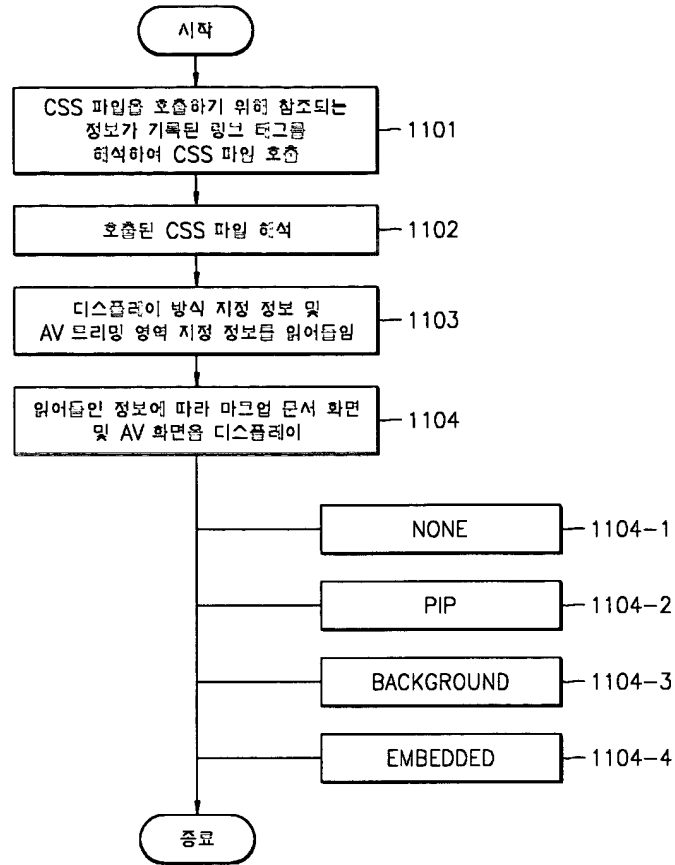 시작
CSS 파일을 호출하기 위해 참조되는
정보가 기록된 링크 태그를
해석하여 CSS 파일 호출
1101
호출된 CSS 파일 해석
1102
디스플레이 방식 지정 정보 및
AV 드리밍 영역 지정 정보를 읽어들임
1103
읽어들인 정보에 따라 마크업 문서 화면
및 AV 화면을 디스플레이
1104
NONE
1104-1
PIP
1104-2
BACKGROUND
1104-3
EMBEDDED
1104-4
종료